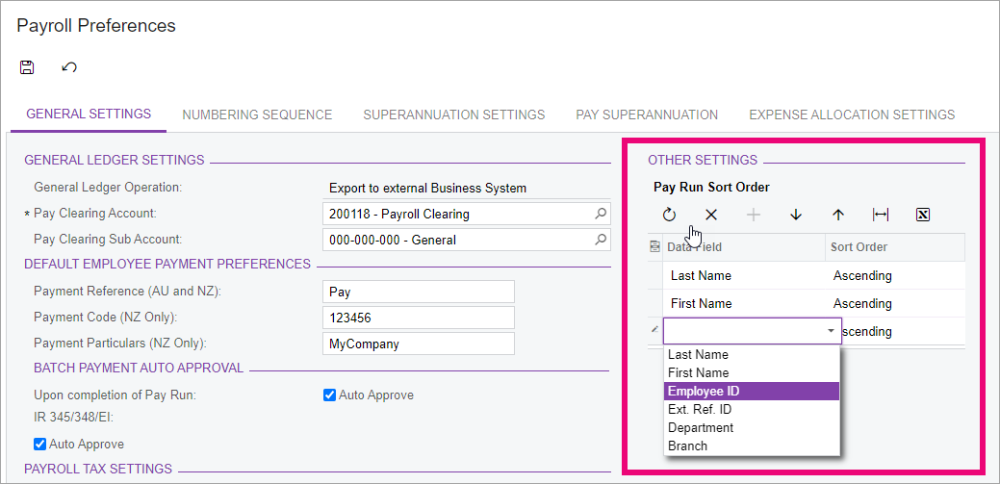 Payroll Preferences
GENERAL SETTINGS NUMBERING SEQUENCE SUPERANNUATION SETTINGS PAY SUPERANNUATION EXPENSE ALLOCATION SETTINGS
GENERAL LEDGER SETTINGS
General Ledger Operation: Export to external Business System
* Pay Clearing Account: 200118 - Payroll Clearing
Pay Clearing Sub Account: 000-000-000 - General
DEFAULT EMPLOYEE PAYMENT PREFERENCES
Payment Reference (AU and NZ): Pay
Payment Code (NZ Only): 123456
Payment Particulars (NZ Only): MyCompany
BATCH PAYMENT AUTO APPROVAL
Upon completion of Pay Run: Auto Approve
IR 345/348/EI:
Auto Approve
PAYROLL TAX SETTINGS
OTHER SETTINGS
Pay Run Sort Order
Data Field Sort Order
Last Name Ascending
First Name Ascending
scending
Last Name
First Name
Employee ID
Ext. Ref. ID
Department
Branch